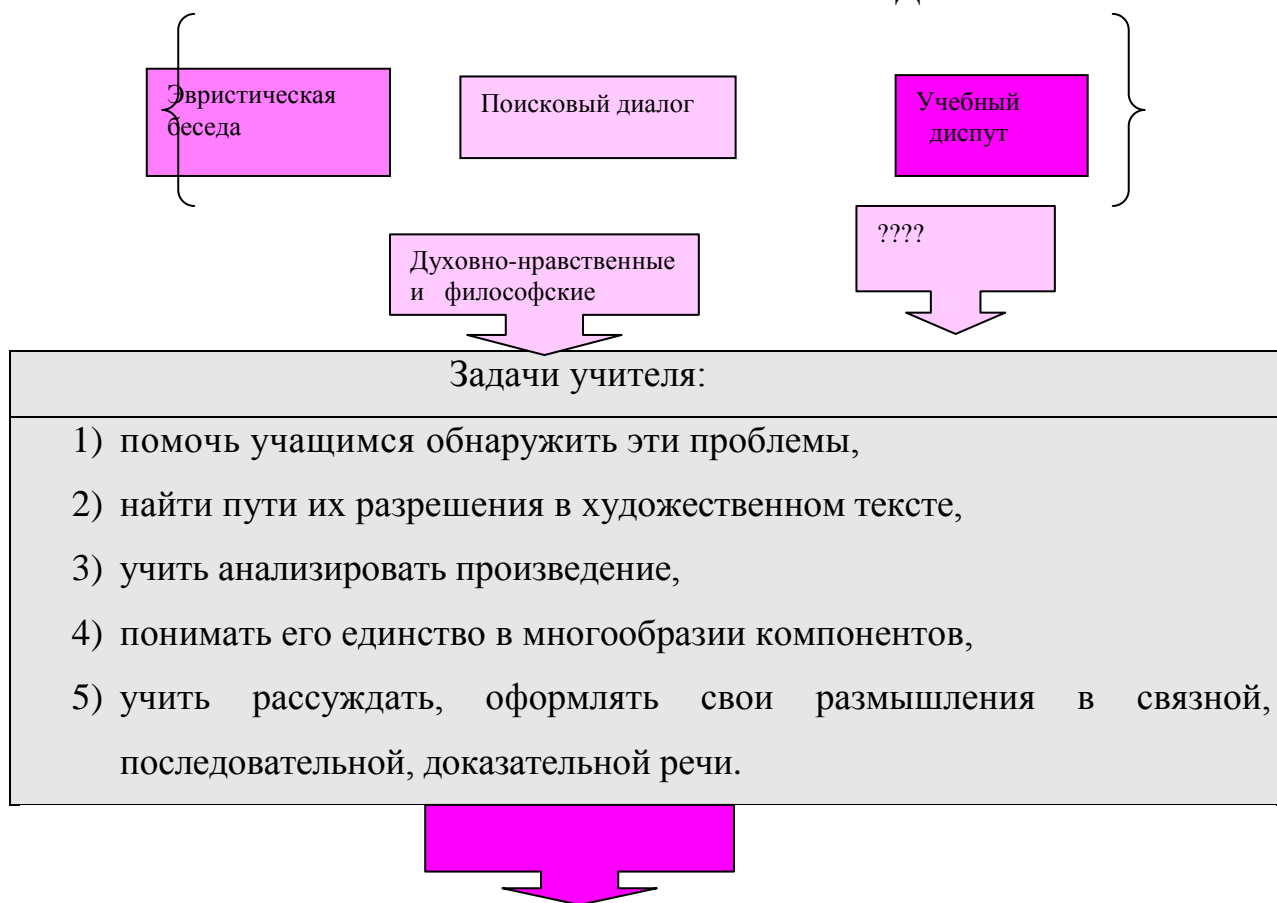 Эвристическая
беседа
Поисковый диалог
Учебный
диспут
Духовно-нравственные
и философские
????
Задачи учителя:
1) помочь учащимся обнаружить эти проблемы,
2) найти пути их разрешения в художественном тексте,
3) учить анализировать произведение,
4) понимать его единство в многообразии компонентов,
5) учить рассуждать, оформлять свои размышления в связной,
последовательной, доказательной речи.